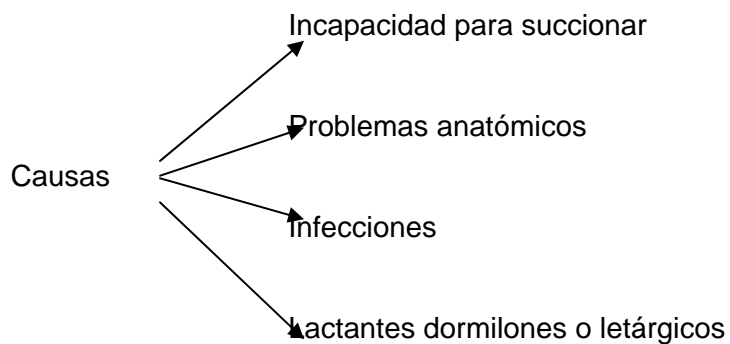 Incapacidad para succionar
Problemas anatómicos
Causas
Infecciones
Lactantes dormilones o letárgicos